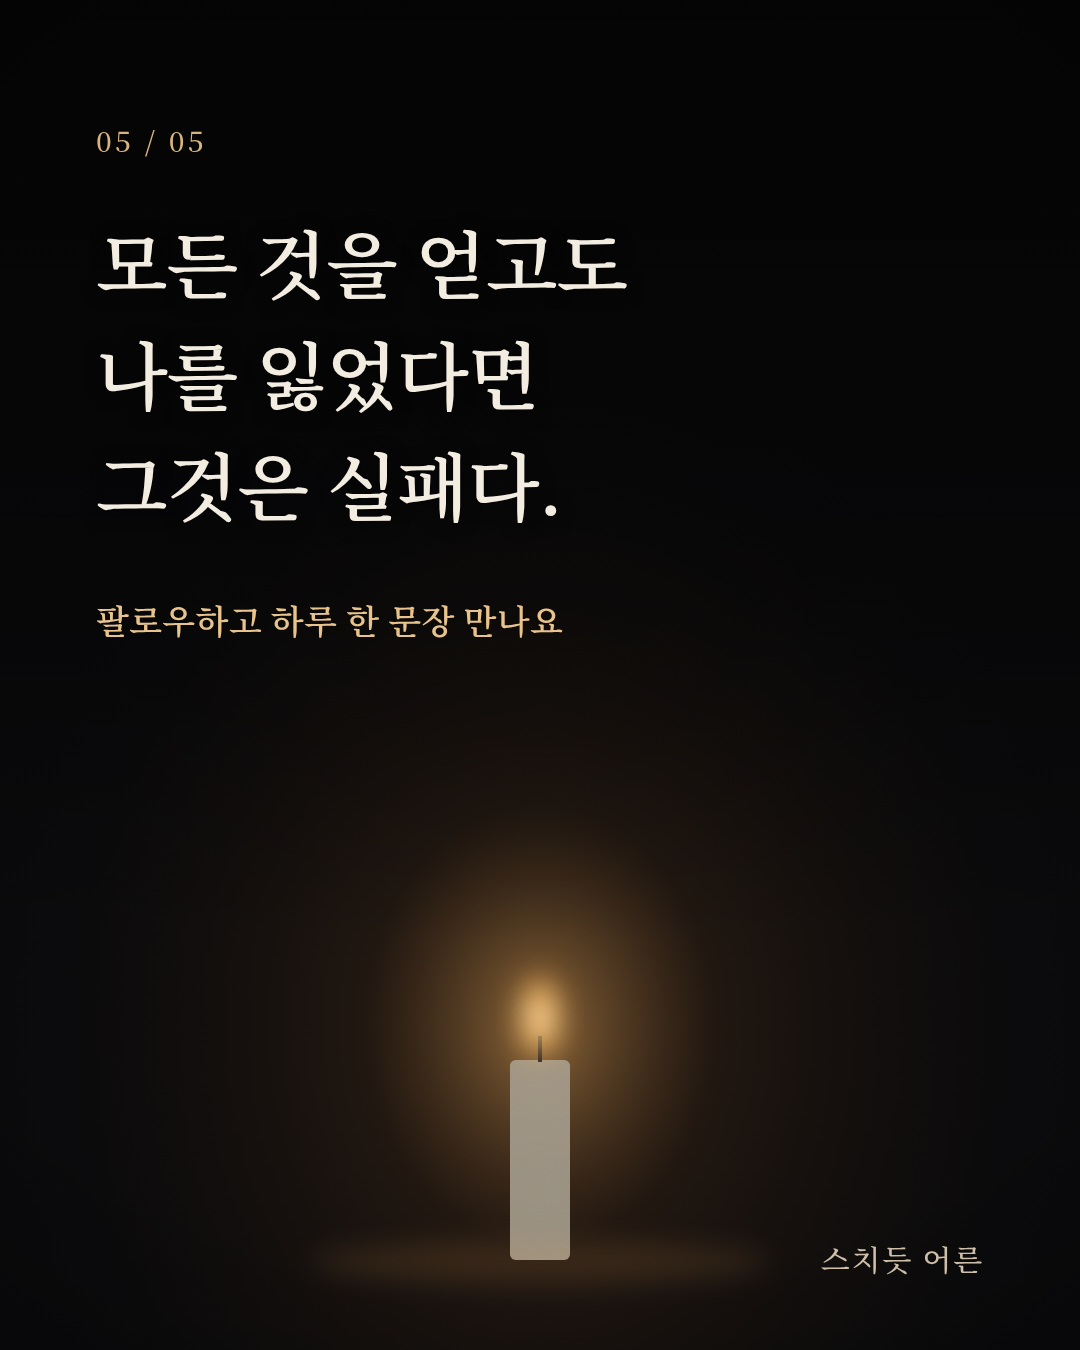 05 / 05
모든 것을 얻고도
나를 잃었다면
그것은 실패다.
팔로우하고 하루 한 문장 만나요
스치듯 어른